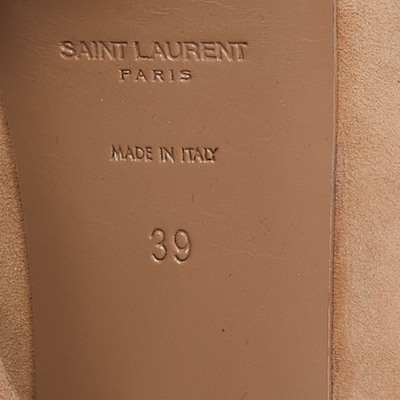 SAINT LAURENT
PARIS
MADE IN ITALY
39